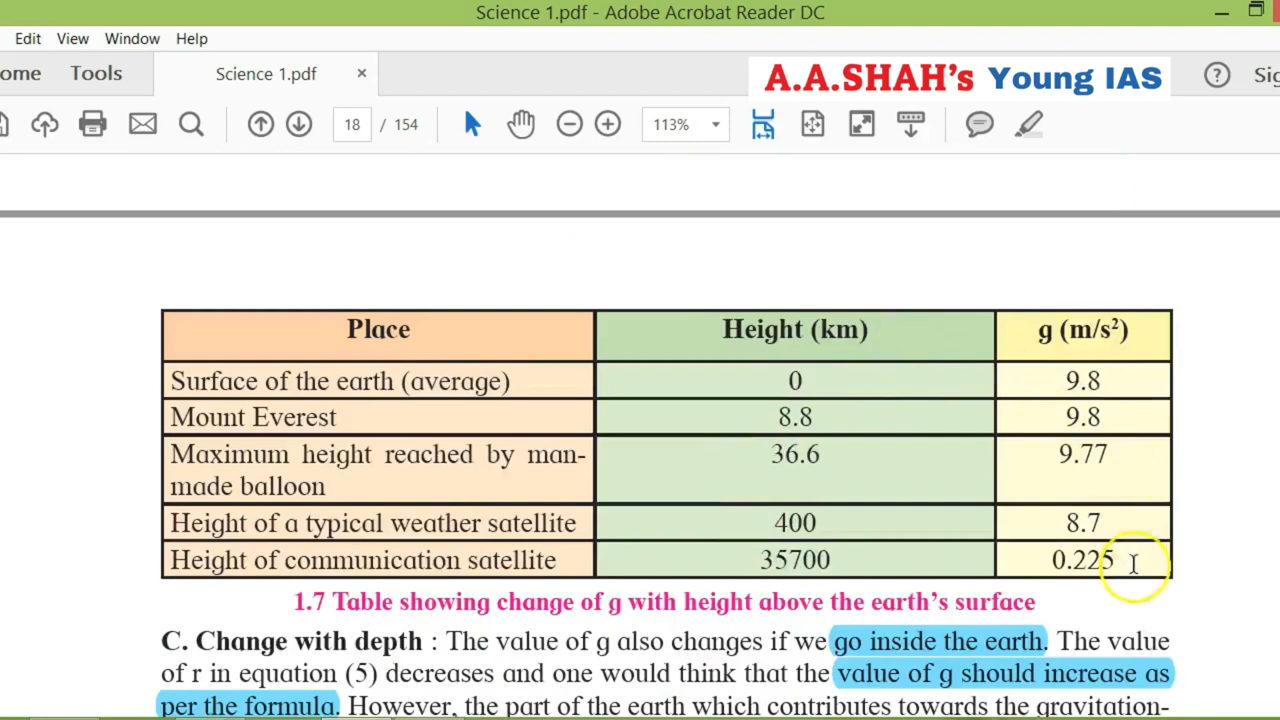 Science 1.pdf - Adobe Acrobat Reader DC
Edit View Window Help
ome Tools Science 1.pdf ×
A.A.SHAH's Young IAS
? Sig
18 / 154
113%
Place Height (km) g (m/s²)
Surface of the earth (average) 0 9.8
Mount Everest 8.8 9.8
Maximum height reached by man- 36.6 9.77
made balloon
Height of a typical weather satellite 400 8.7
Height of communication satellite 35700 0.225
1.7 Table showing change of g with height above the earth's surface
C. Change with depth : The value of g also changes if we go inside the earth. The value
of r in equation (5) decreases and one would think that the value of g should increase as
per the formula. However, the part of the earth which contributes towards the gravitation-